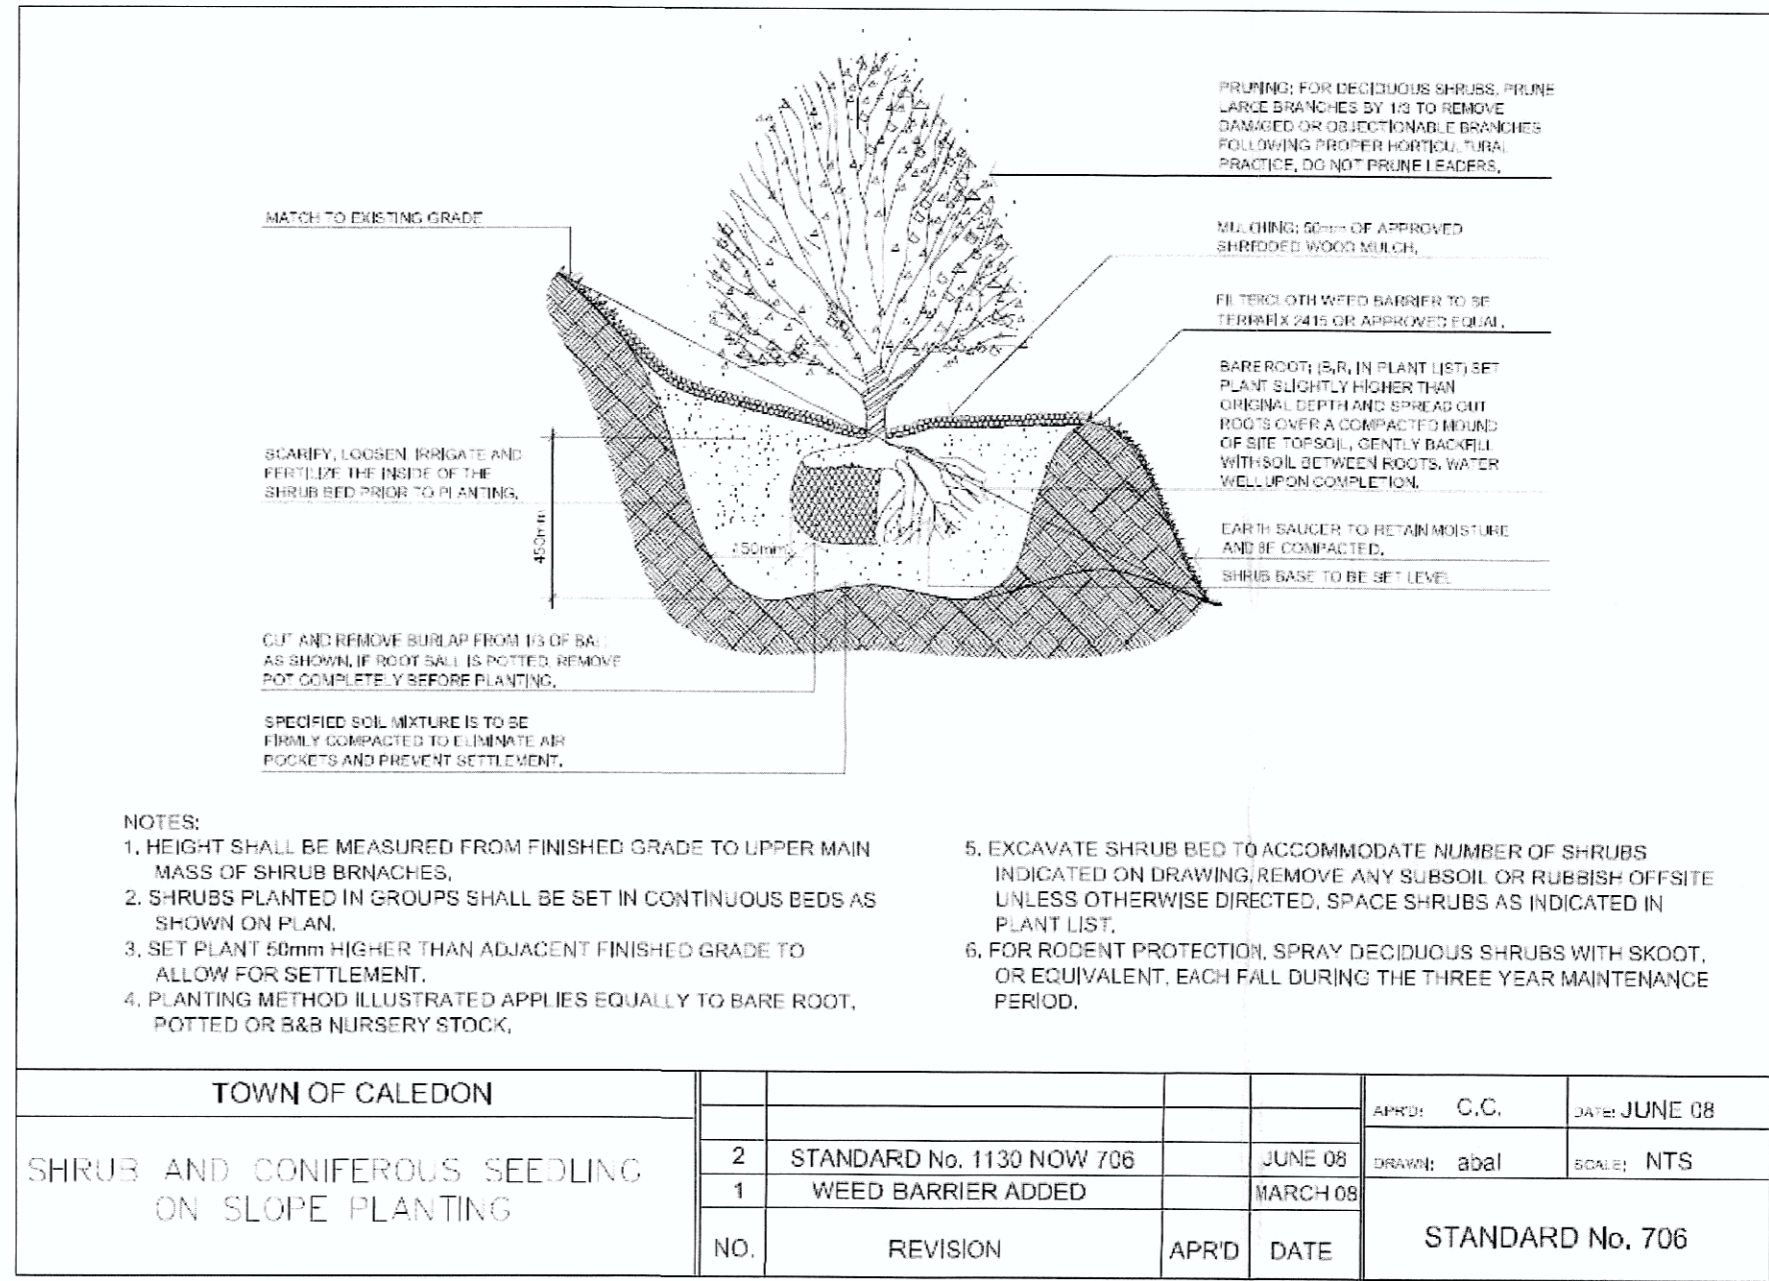 PRUNING: FOR DECIDUOUS SHRUBS, PRUNE
LARGE BRANCHES BY 1/3 TO REMOVE
DAMAGED OR OBJECTIONABLE BRANCHES
FOLLOWING PROPER HORTICULTURAL
PRACTICE, DO NOT PRUNE LEADERS.
MATCH TO EXISTING GRADE
MULCHING: 50mm OF APPROVED
SHREDDED WOOD MULCH.
FILTERCLOTH WEED BARRIER TO BE
TERRAFIX 241S OR APPROVED EQUAL.
BAREROOT: (B.R. IN PLANT LIST) SET
PLANT SLIGHTLY HIGHER THAN
ORIGINAL DEPTH AND SPREAD OUT
ROOTS OVER A COMPACTED MOUND
OF SITE TOPSOIL, GENTLY BACKFILL
WITH SOIL BETWEEN ROOTS. WATER
WELL UPON COMPLETION.
SCARIFY, LOOSEN, IRRIGATE AND
FERTILIZE THE INSIDE OF THE
SHRUB BED PRIOR TO PLANTING.
450mm
150mm
EARTH SAUCER TO RETAIN MOISTURE
AND BE COMPACTED.
SHRUB BASE TO BE SET LEVEL
CUT AND REMOVE BURLAP FROM 1/3 OF BALL
AS SHOWN. IF ROOT BALL IS POTTED, REMOVE
POT COMPLETELY BEFORE PLANTING.
SPECIFIED SOIL MIXTURE IS TO BE
FIRMLY COMPACTED TO ELIMINATE AIR
POCKETS AND PREVENT SETTLEMENT.
NOTES:
1. HEIGHT SHALL BE MEASURED FROM FINISHED GRADE TO UPPER MAIN
MASS OF SHRUB BRNACHES.
2. SHRUBS PLANTED IN GROUPS SHALL BE SET IN CONTINUOUS BEDS AS
SHOWN ON PLAN.
3. SET PLANT 50mm HIGHER THAN ADJACENT FINISHED GRADE TO
ALLOW FOR SETTLEMENT.
4. PLANTING METHOD ILLUSTRATED APPLIES EQUALLY TO BARE ROOT,
POTTED OR B&B NURSERY STOCK.
5. EXCAVATE SHRUB BED TO ACCOMMODATE NUMBER OF SHRUBS
INDICATED ON DRAWING, REMOVE ANY SUBSOIL OR RUBBISH OFFSITE
UNLESS OTHERWISE DIRECTED. SPACE SHRUBS AS INDICATED IN
PLANT LIST.
6. FOR RODENT PROTECTION, SPRAY DECIDUOUS SHRUBS WITH SKOOT,
OR EQUIVALENT, EACH FALL DURING THE THREE YEAR MAINTENANCE
PERIOD.
TOWN OF CALEDON
SHRUB AND CONIFEROUS SEEDLING
ON SLOPE PLANTING
2 STANDARD No. 1130 NOW 706 JUNE 08
1 WEED BARRIER ADDED MARCH 08
NO. REVISION APR'D DATE
APR'D: C.C. DATE: JUNE 08
DRAWN: abal SCALE: NTS
STANDARD No. 706